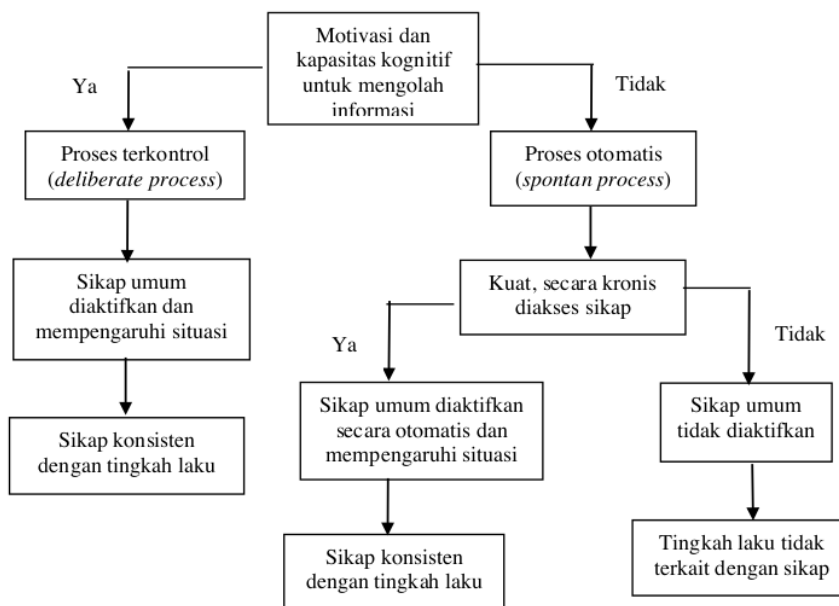 Motivasi dan
kapasitas kognitif
untuk mengolah
informasi
Ya
Tidak
Proses terkontrol
(deliberate process)
Proses otomatis
(spontan process)
Sikap umum
diaktifkan dan
mempengaruhi situasi
Kuat, secara kronis
diakses sikap
Ya
Tidak
Sikap konsisten
dengan tingkah laku
Sikap umum diaktifkan
secara otomatis dan
mempengaruhi situasi
Sikap umum
tidak diaktifkan
Sikap konsisten
dengan tingkah laku
Tingkah laku tidak
terkait dengan sikap